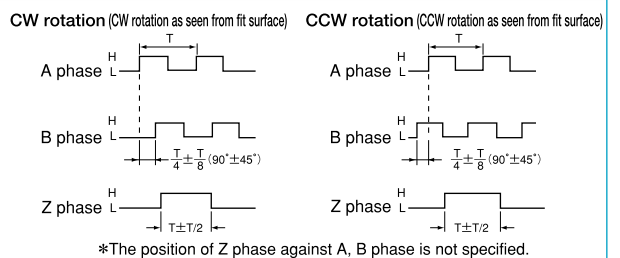 CW rotation (CW rotation as seen from fit surface)
CCW rotation (CCW rotation as seen from fit surface)
T
T
A phase H L
A phase H L
B phase H L
B phase H L
T/4±T/8 (90°±45°)
T/4±T/8 (90°±45°)
Z phase H L
Z phase H L
T±T/2
T±T/2
*The position of Z phase against A, B phase is not specified.